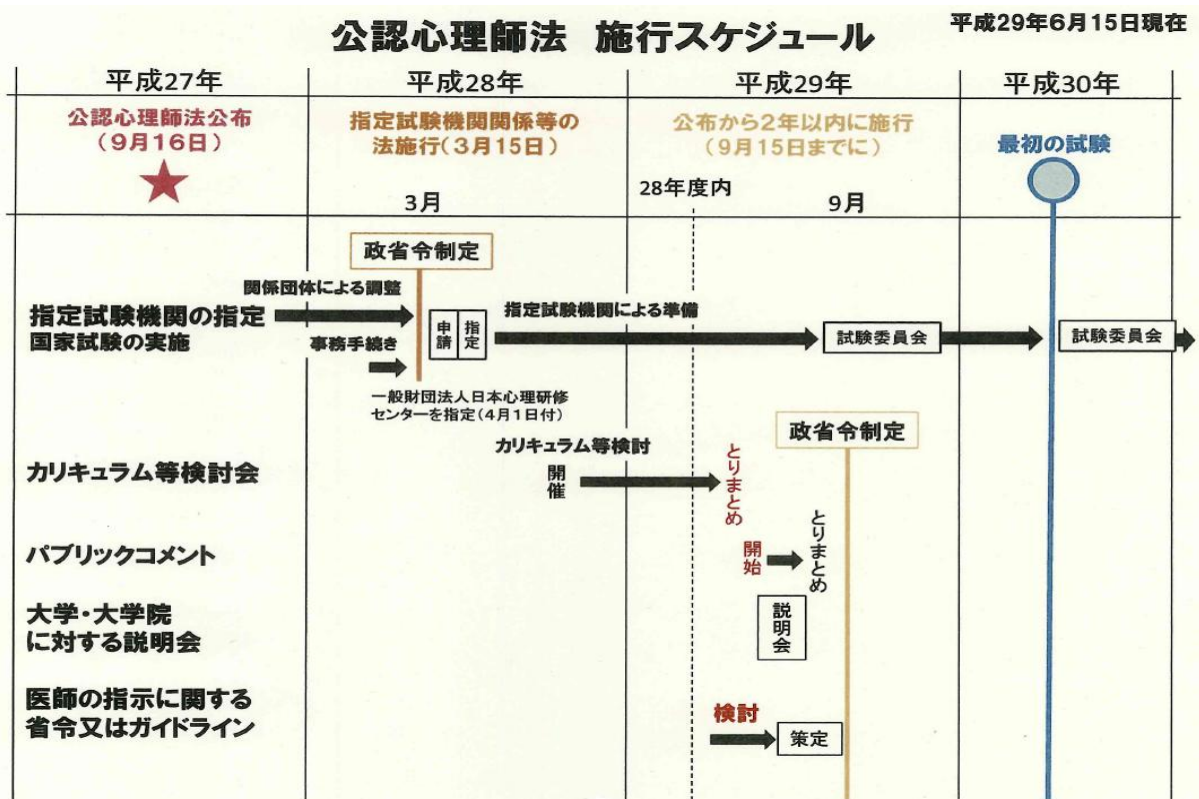 公認心理師法 施行スケジュール
平成29年6月15日現在
平成27年
平成28年
平成29年
平成30年
公認心理師法公布
(9月16日)
指定試験機関関係等の
法施行(3月15日)
公布から2年以内に施行
(9月15日までに)
最初の試験
3月
28年度内
9月
政省令制定
関係団体による調整
指定試験機関の指定
国家試験の実施
事務手続き
申請
指定
指定試験機関による準備
試験委員会
試験委員会
一般財団法人日本心理研修
センターを指定(4月1日付)
政省令制定
カリキュラム等検討会
カリキュラム等検討
開催
とりまとめ
パブリックコメント
開始
とりまとめ
大学・大学院
に対する説明会
説明会
医師の指示に関する
省令又はガイドライン
検討
策定